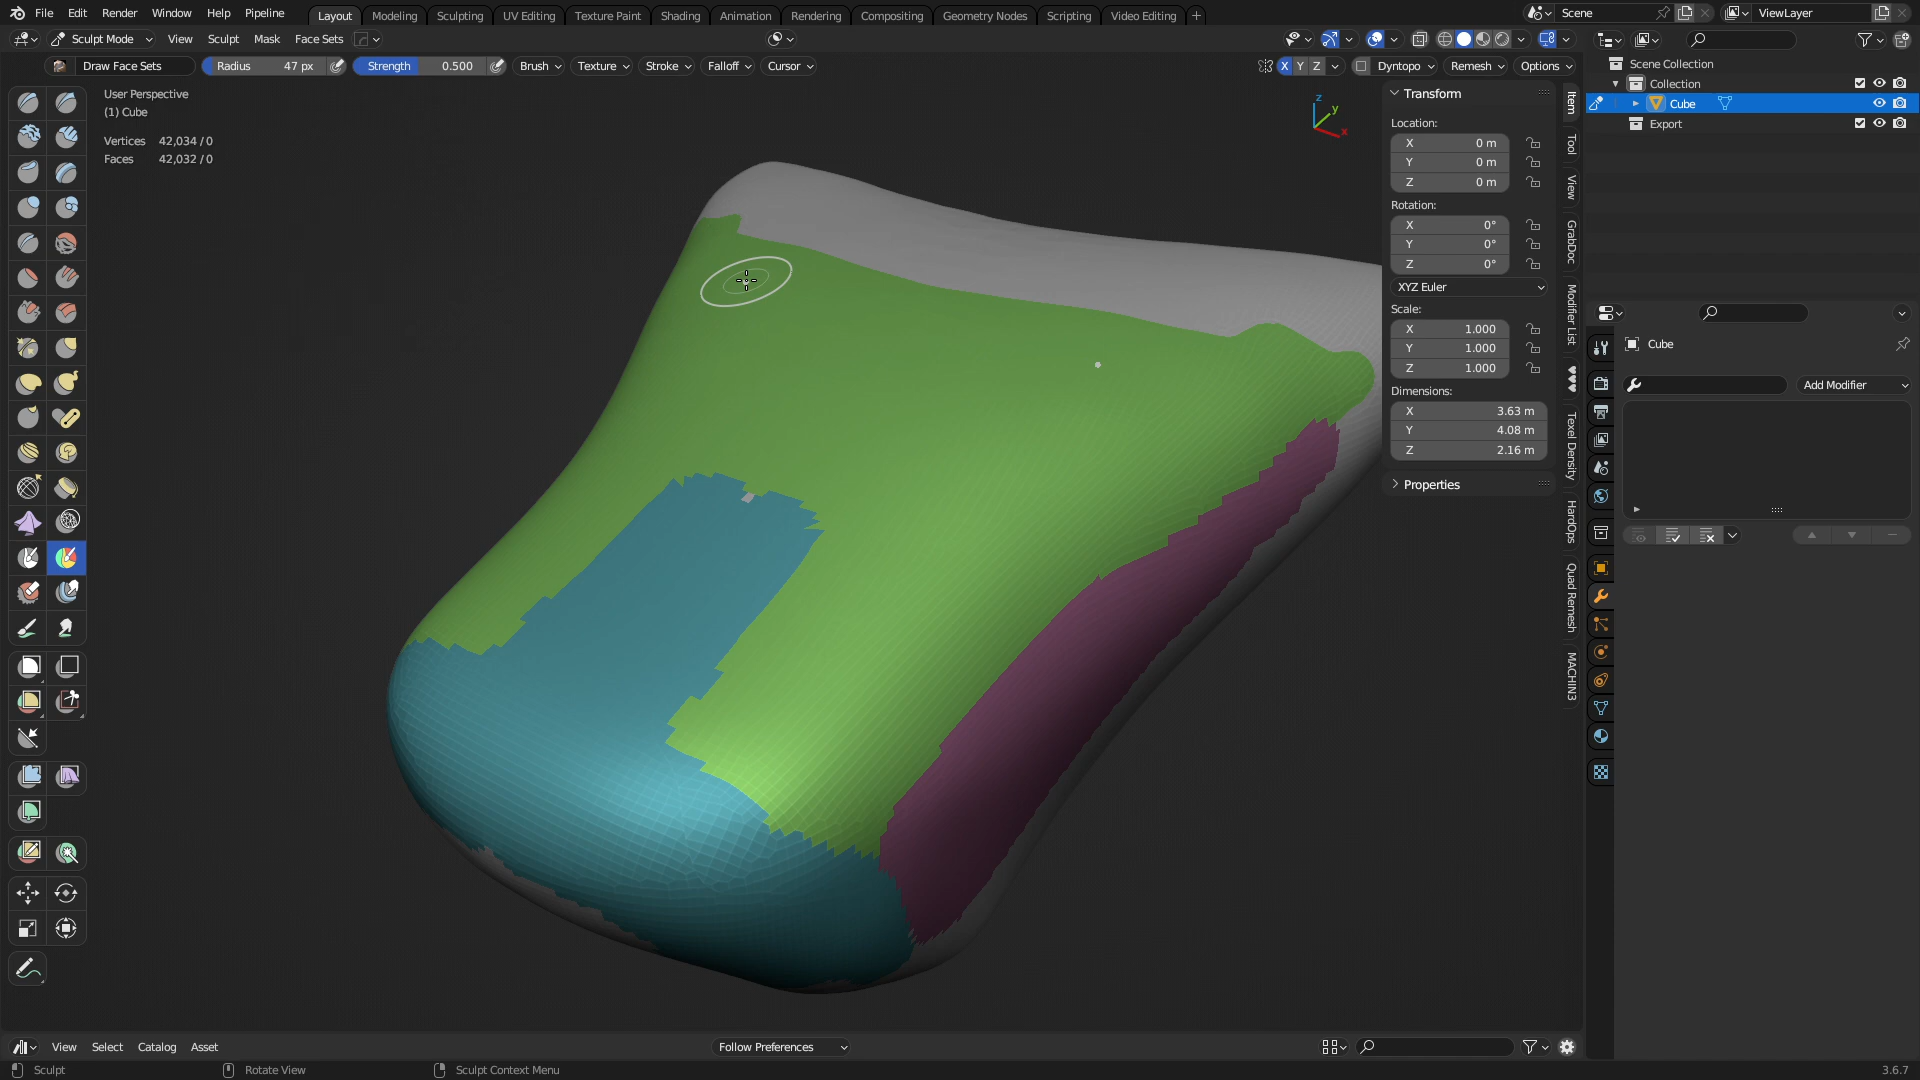 File Edit Render Window Help Pipeline Layout Modeling Sculpting UV Editing Texture Paint Shading Animation Rendering Compositing Geometry Nodes Scripting Video Editing + Scene ViewLayer
Sculpt Mode View Sculpt Mask Face Sets
Draw Face Sets Radius 47 px Strength 0.500 Brush Texture Stroke Falloff Cursor X Y Z Dyntopo Remesh Options
User Perspective
(1) Cube
Vertices 42,034 / 0
Faces 42,032 / 0
z
y
x
Transform
Location:
X 0 m
Y 0 m
Z 0 m
Rotation:
X 0°
Y 0°
Z 0°
XYZ Euler
Scale:
X 1.000
Y 1.000
Z 1.000
Dimensions:
X 3.63 m
Y 4.08 m
Z 2.16 m
Properties
Item
Tool
View
GrabDoc
Modifier List
Texel Density
HardOps
Quad Remesh
MACHIN3
Scene Collection
Collection
Cube
Export
Cube
Add Modifier
View Select Catalog Asset Follow Preferences
Sculpt Rotate View Sculpt Context Menu 3.6.7